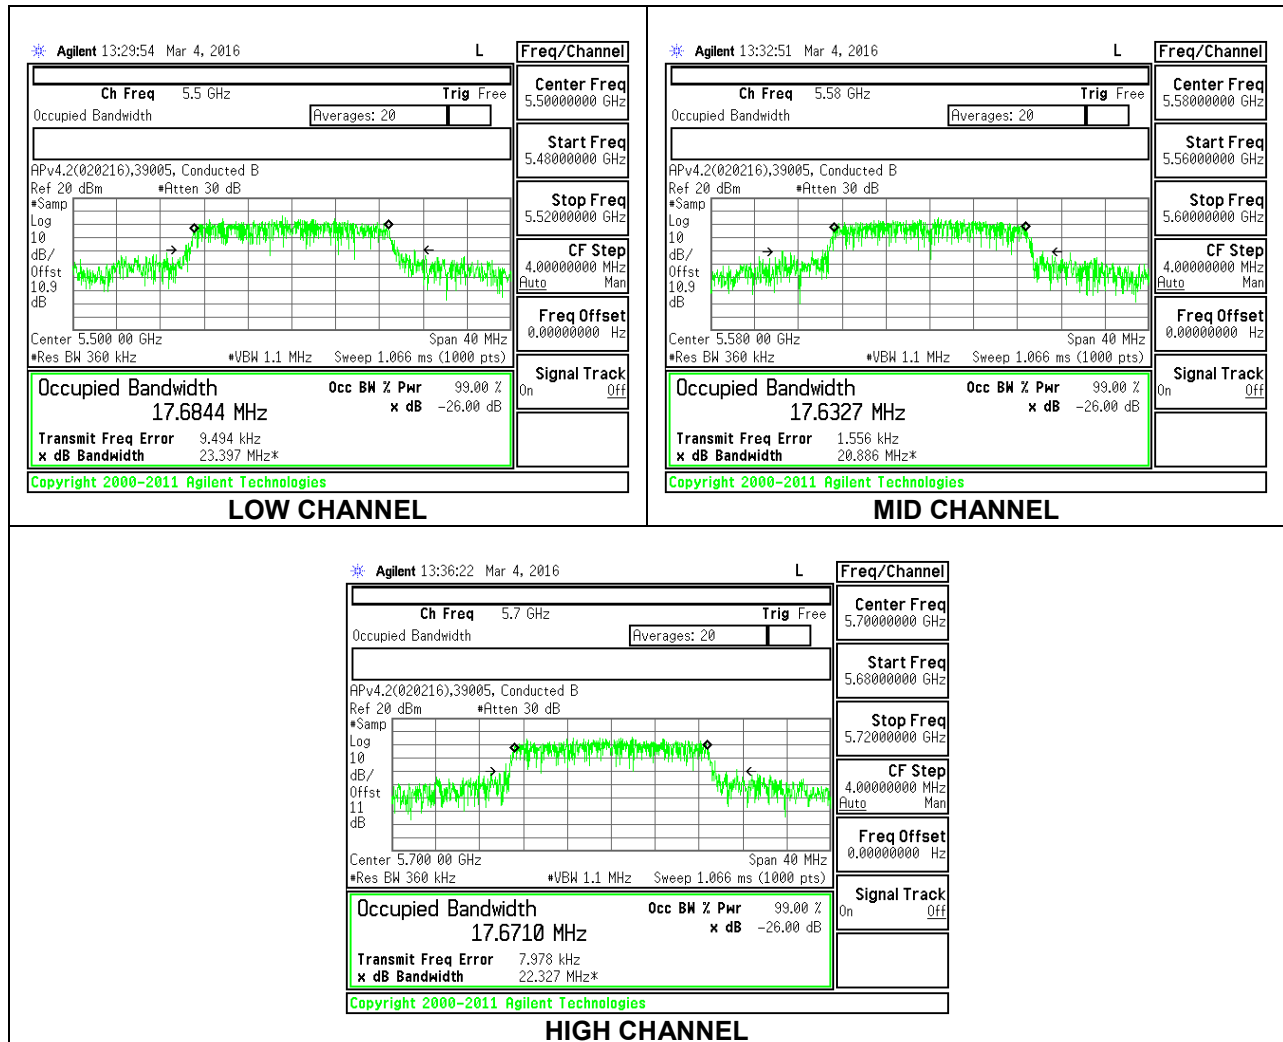 Agilent 13:29:54 Mar 4, 2016 L Freq/Channel
Ch Freq 5.5 GHz Trig Free
Occupied Bandwidth Averages: 20
Center Freq
5.50000000 GHz
Start Freq
5.48000000 GHz
Stop Freq
5.52000000 GHz
CF Step
4.00000000 MHz
Auto Man
Freq Offset
0.00000000 Hz
Signal Track
On Off
APv4.2(020216),39005, Conducted B
Ref 20 dBm #Atten 30 dB
#Samp
Log
10
dB/
Offst
10.9
dB
Center 5.500 00 GHz Span 40 MHz
#Res BW 360 kHz #VBW 1.1 MHz Sweep 1.066 ms (1000 pts)
Occupied Bandwidth Occ BW % Pwr 99.00 %
17.6844 MHz x dB -26.00 dB
Transmit Freq Error 9.494 kHz
x dB Bandwidth 23.397 MHz*
Copyright 2000-2011 Agilent Technologies
LOW CHANNEL
Agilent 13:32:51 Mar 4, 2016 L Freq/Channel
Ch Freq 5.58 GHz Trig Free
Occupied Bandwidth Averages: 20
Center Freq
5.58000000 GHz
Start Freq
5.56000000 GHz
Stop Freq
5.60000000 GHz
CF Step
4.00000000 MHz
Auto Man
Freq Offset
0.00000000 Hz
Signal Track
On Off
APv4.2(020216),39005, Conducted B
Ref 20 dBm #Atten 30 dB
#Samp
Log
10
dB/
Offst
10.9
dB
Center 5.580 00 GHz Span 40 MHz
#Res BW 360 kHz #VBW 1.1 MHz Sweep 1.066 ms (1000 pts)
Occupied Bandwidth Occ BW % Pwr 99.00 %
17.6327 MHz x dB -26.00 dB
Transmit Freq Error 1.556 kHz
x dB Bandwidth 20.886 MHz*
Copyright 2000-2011 Agilent Technologies
MID CHANNEL
Agilent 13:36:22 Mar 4, 2016 L Freq/Channel
Ch Freq 5.7 GHz Trig Free
Occupied Bandwidth Averages: 20
Center Freq
5.70000000 GHz
Start Freq
5.68000000 GHz
Stop Freq
5.72000000 GHz
CF Step
4.00000000 MHz
Auto Man
Freq Offset
0.00000000 Hz
Signal Track
On Off
APv4.2(020216),39005, Conducted B
Ref 20 dBm #Atten 30 dB
#Samp
Log
10
dB/
Offst
11
dB
Center 5.700 00 GHz Span 40 MHz
#Res BW 360 kHz #VBW 1.1 MHz Sweep 1.066 ms (1000 pts)
Occupied Bandwidth Occ BW % Pwr 99.00 %
17.6710 MHz x dB -26.00 dB
Transmit Freq Error 7.978 kHz
x dB Bandwidth 22.327 MHz*
Copyright 2000-2011 Agilent Technologies
HIGH CHANNEL